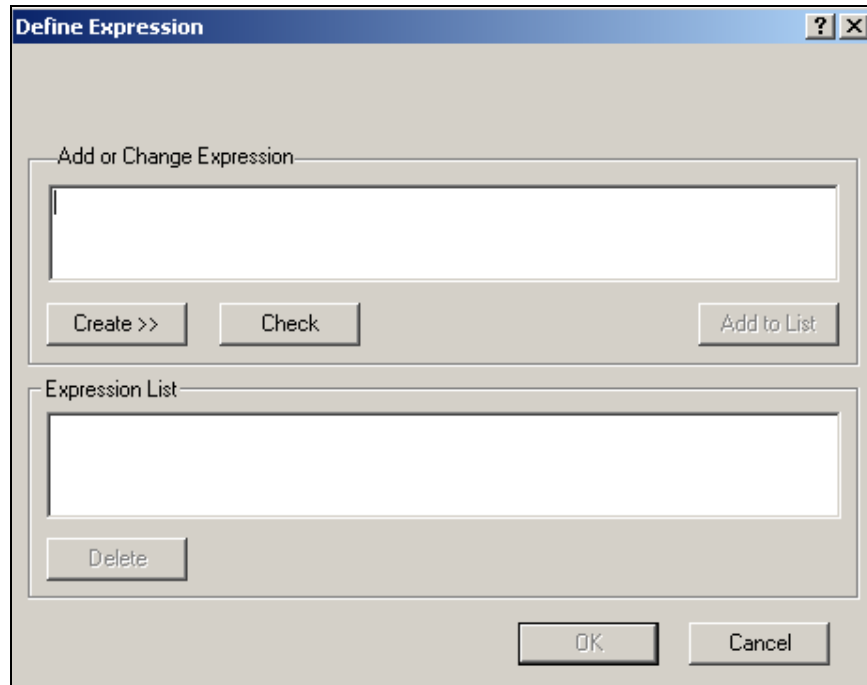 Define Expression
Add or Change Expression
Create >> Check Add to List
Expression List
Delete
OK Cancel